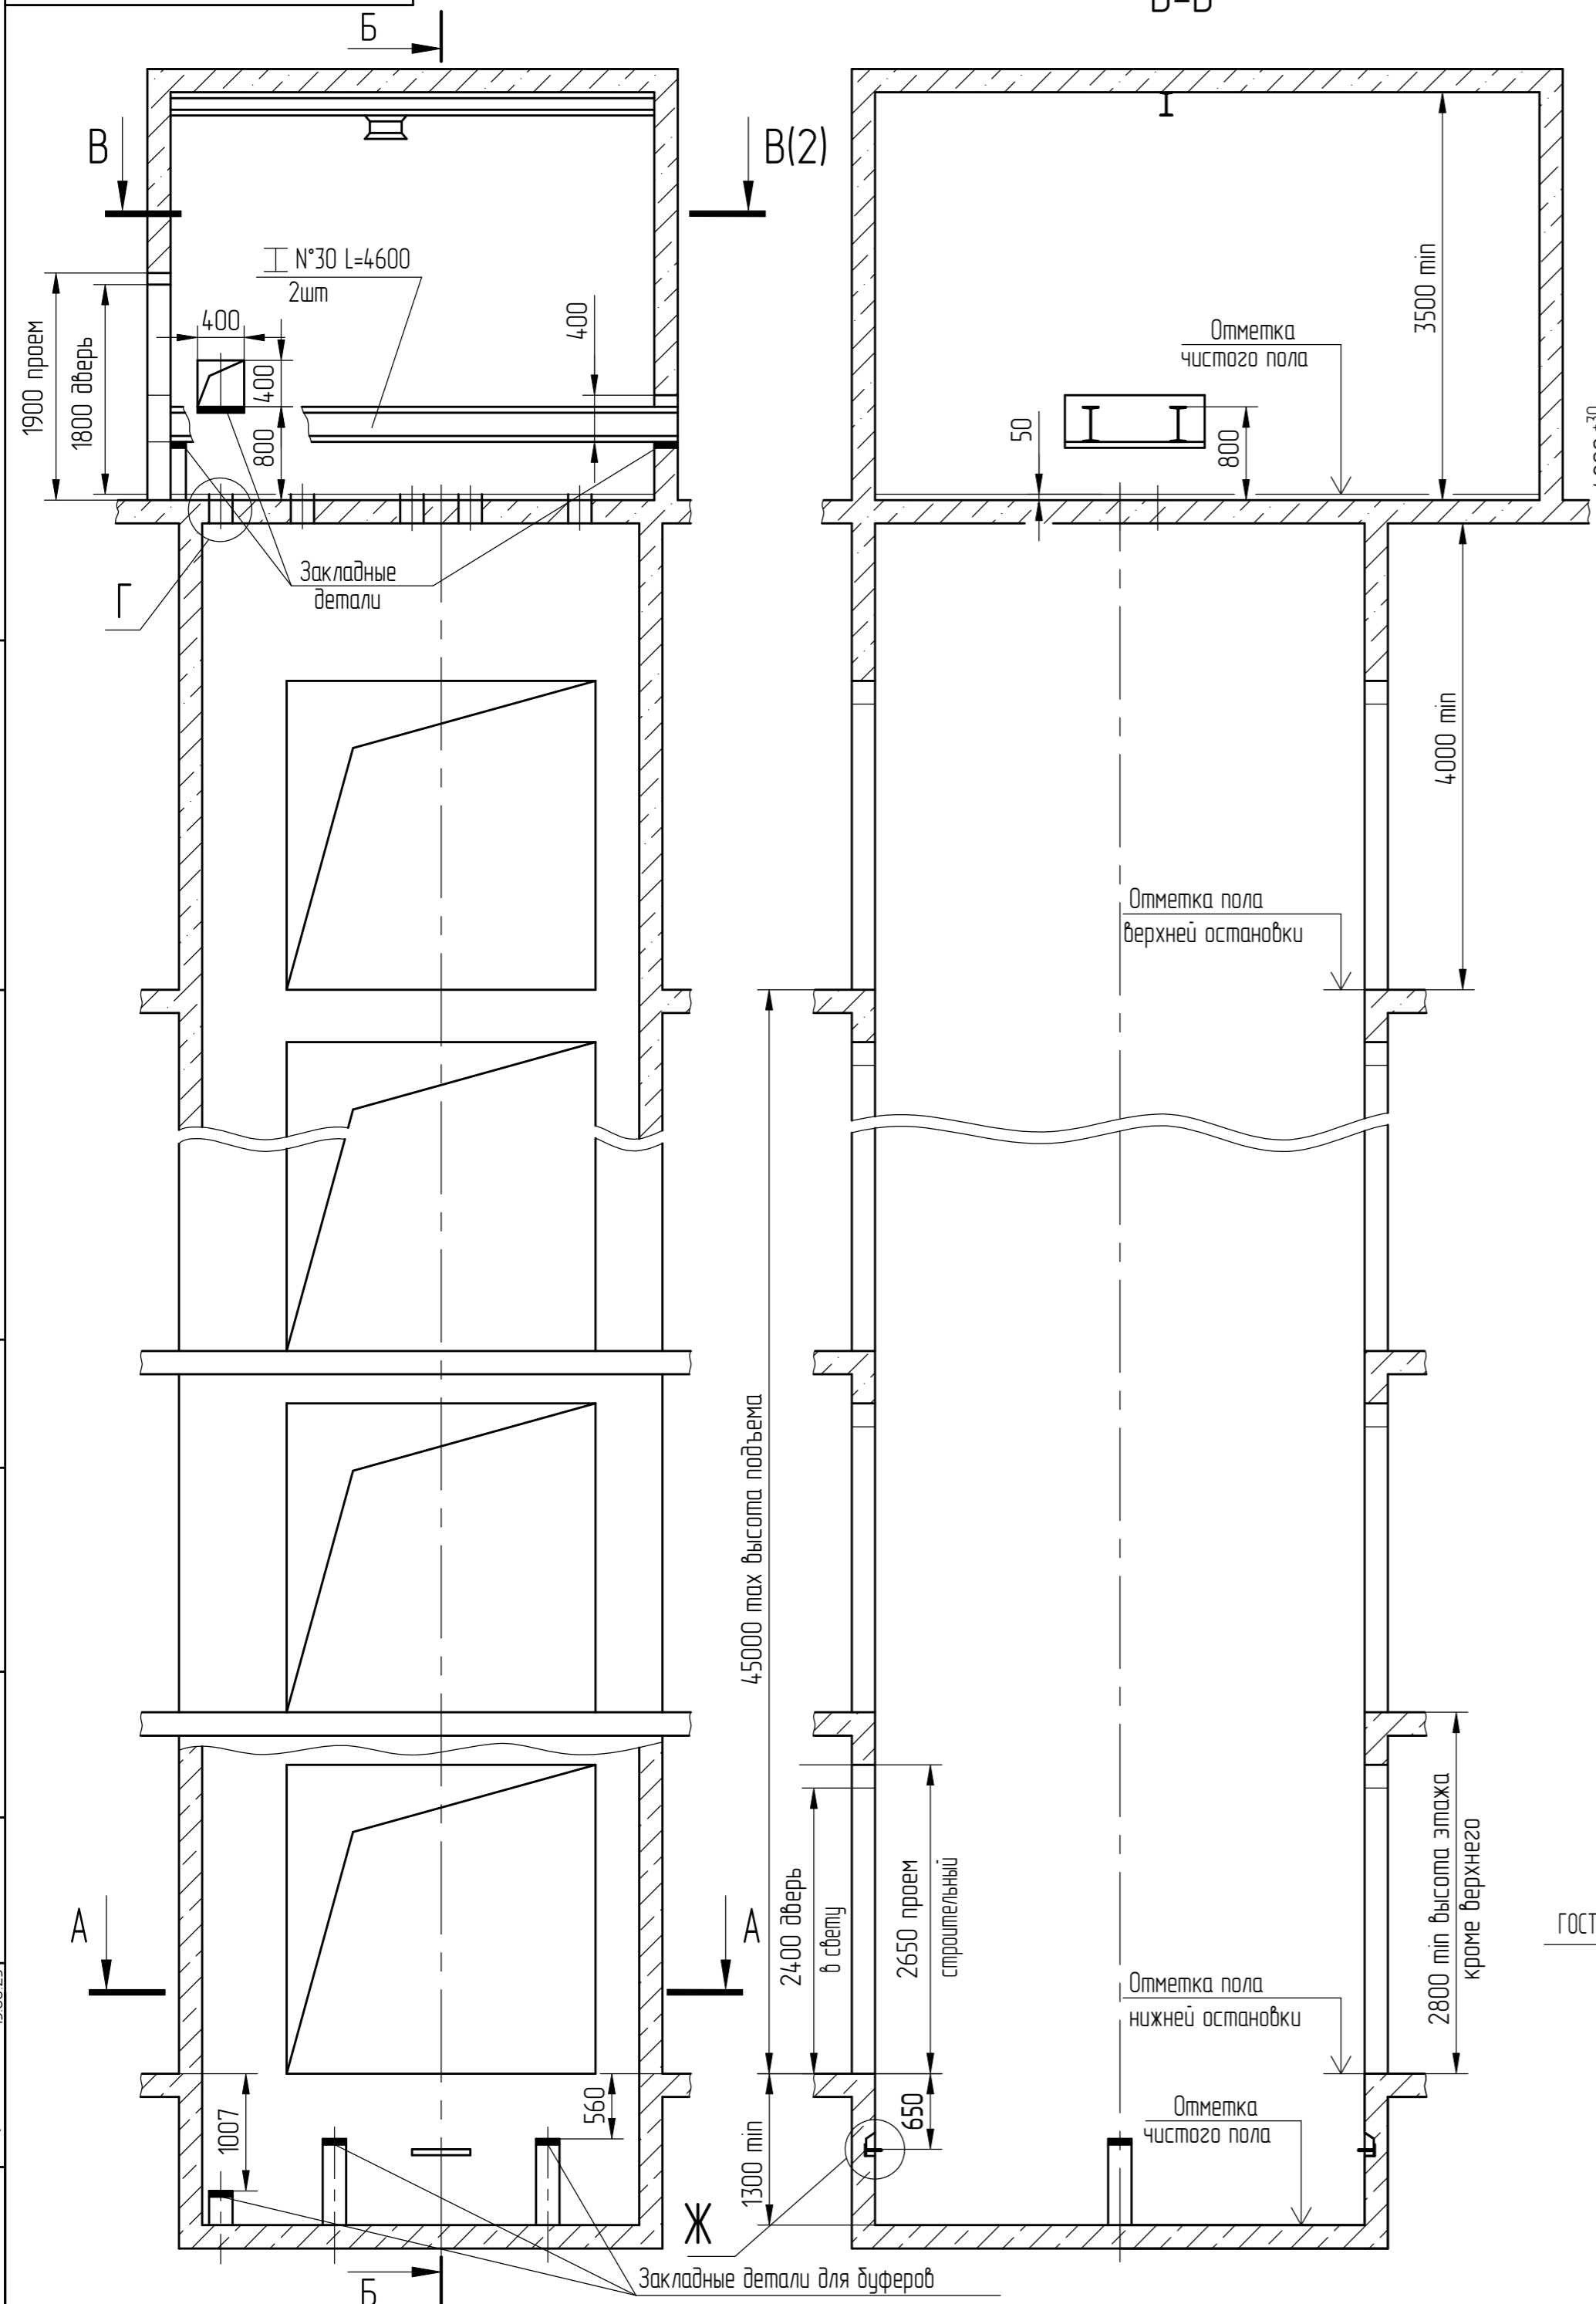 Б
Б-Б
В
В(2)
N°30 L=4600
2шт
400
400
400
800
1900 проем
1800 дверь
Г
Закладные
детали
3500 min
Отметка
чистого пола
50
800
4000 min
Отметка пола
верхней остановки
45000 max высота подъема
2400 дверь
в свету
2650 проем
строительный
2800 min высота этажа
кроме верхнего
ГОСТ
А
А
Отметка пола
нижней остановки
1007
560
1300 min
650
Отметка
чистого пола
Ж
Закладные детали для буферов
Б